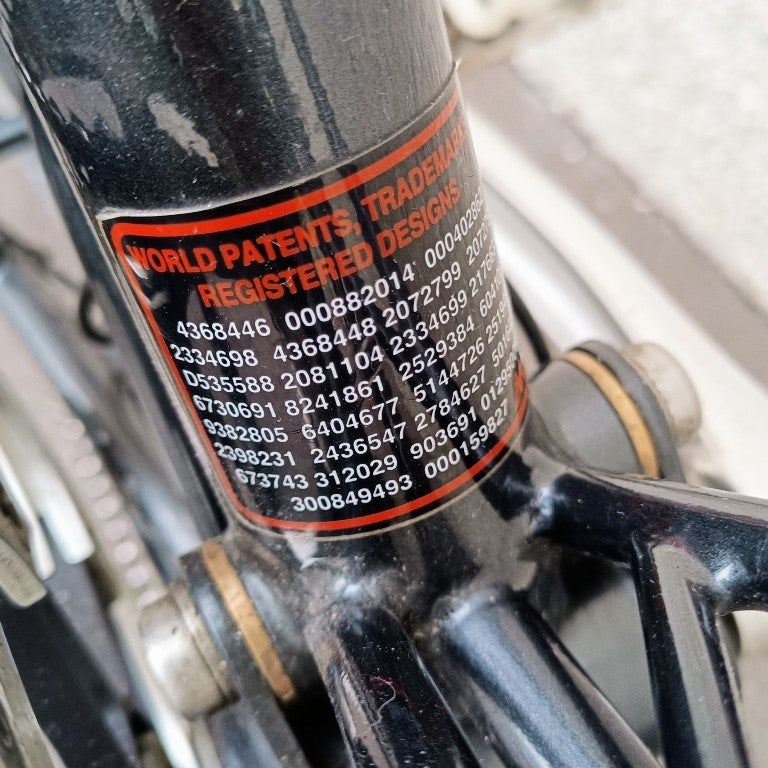 WORLD PATENTS,
REGISTERED DESIGNS
4368446 000882014
2334698 4368448 2072799
D535588 2081104 2334699
6730691 8241861 2529384
9382805 6404677 5144726
2398231 2436547 2784627
673743 312029 903691
300849493 000159827